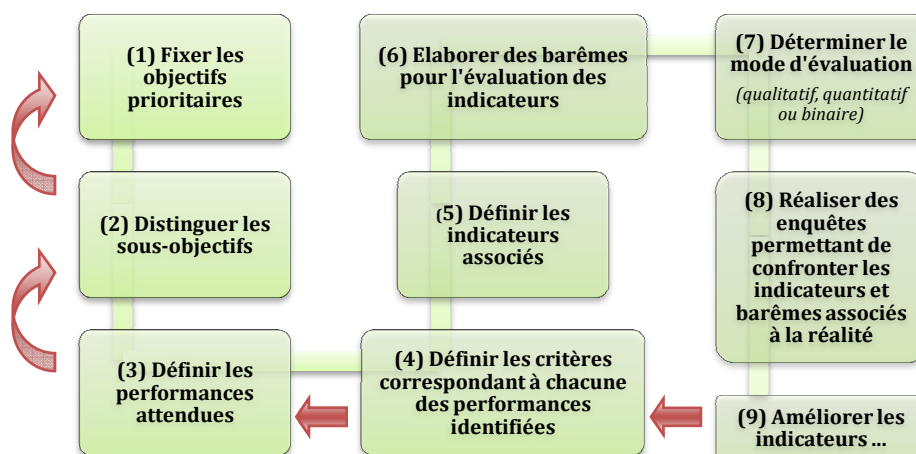 (1) Fixer les
objectifs
prioritaires
(2) Distinguer les
sous-objectifs
(3) Définir les
performances
attendues
(4) Définir les critères
correspondant à chacune
des performances
identifiées
(5) Définir les
indicateurs
associés
(6) Elaborer des barêmes
pour l'évaluation des
indicateurs
(7) Déterminer le
mode d'évaluation
(qualitatif, quantitatif
ou binaire)
(8) Réaliser des
enquêtes
permettant de
confronter les
indicateurs et
barêmes associés
à la réalité
(9) Améliorer les
indicateurs ...